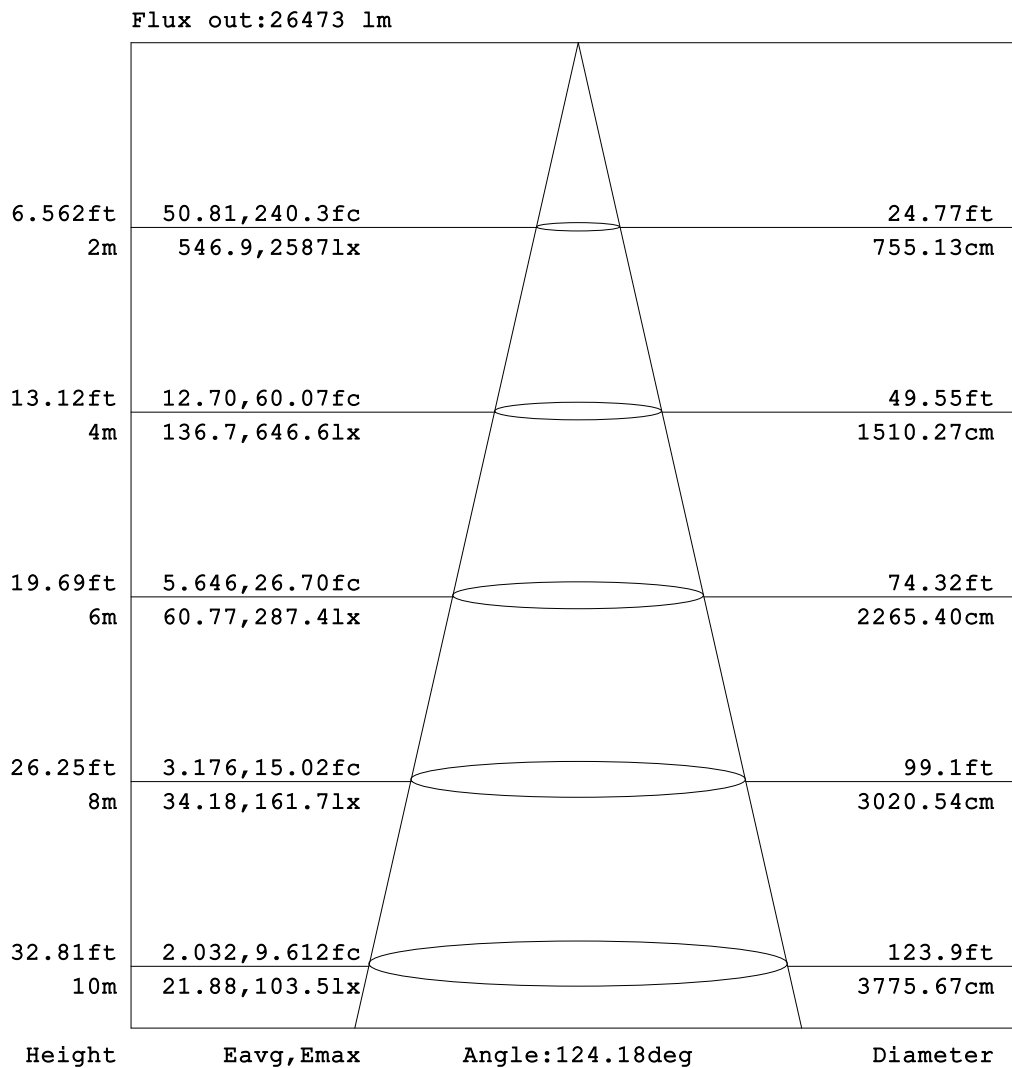 Flux out:26473 lm
6.562ft 50.81,240.3fc 24.77ft
2m 546.9,2587lx 755.13cm
13.12ft 12.70,60.07fc 49.55ft
4m 136.7,646.6lx 1510.27cm
19.69ft 5.646,26.70fc 74.32ft
6m 60.77,287.4lx 2265.40cm
26.25ft 3.176,15.02fc 99.1ft
8m 34.18,161.7lx 3020.54cm
32.81ft 2.032,9.612fc 123.9ft
10m 21.88,103.5lx 3775.67cm
Height Eavg,Emax Angle:124.18deg Diameter